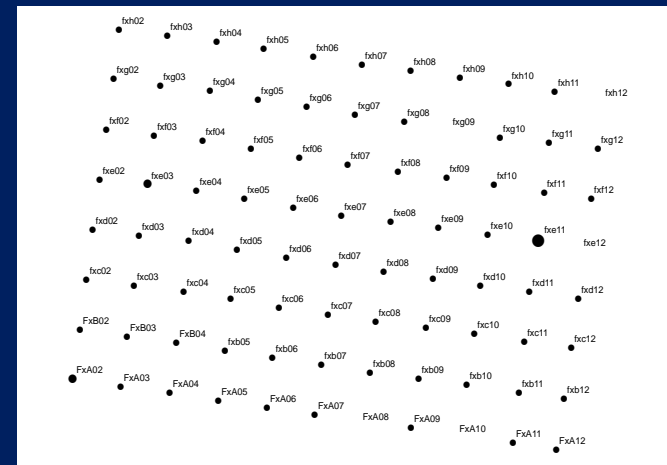 fxh02 fxh03 fxh04 fxh05 fxh06 fxh07 fxh08 fxh09 fxh10 fxh11 fxh12
fxg02 fxg03 fxg04 fxg05 fxg06 fxg07 fxg08 fxg09 fxg10 fxg11 fxg12
fxf02 fxf03 fxf04 fxf05 fxf06 fxf07 fxf08 fxf09 fxf10 fxf11 fxf12
fxe02 fxe03 fxe04 fxe05 fxe06 fxe07 fxe08 fxe09 fxe10 fxe11 fxe12
fxd02 fxd03 fxd04 fxd05 fxd06 fxd07 fxd08 fxd09 fxd10 fxd11 fxd12
fxc02 fxc03 fxc04 fxc05 fxc06 fxc07 fxc08 fxc09 fxc10 fxc11 fxc12
FxB02 FxB03 FxB04 fxb05 fxb06 fxb07 fxb08 fxb09 fxb10 fxb11 fxb12
FxA02 FxA03 FxA04 FxA05 FxA06 FxA07 FxA08 FxA09 FxA10 FxA11 FxA12